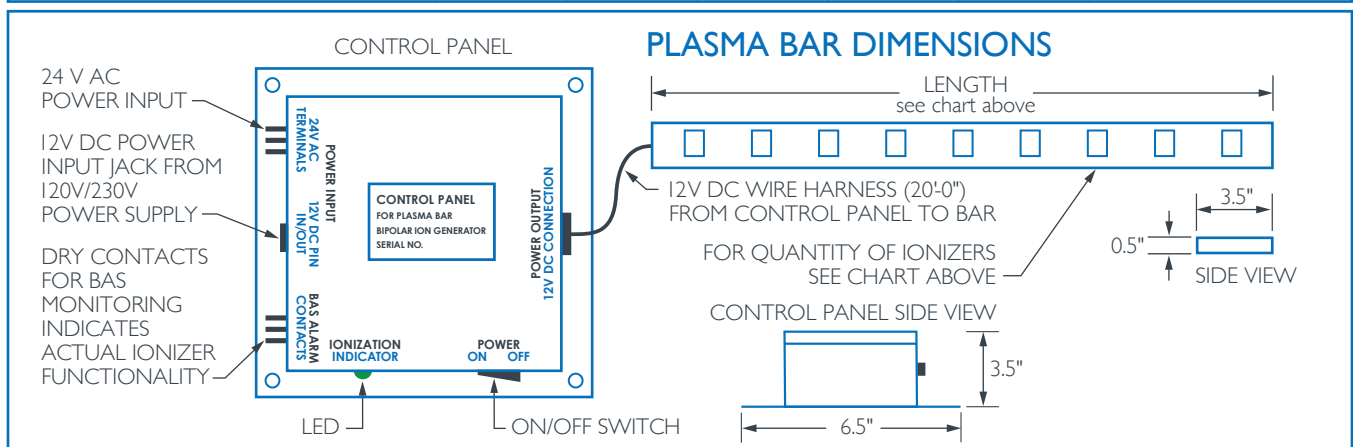 CONTROL PANEL
PLASMA BAR DIMENSIONS
24 V AC
POWER INPUT
12V DC POWER
INPUT JACK FROM
120V/230V
POWER SUPPLY
DRY CONTACTS
FOR BAS
MONITORING
INDICATES
ACTUAL IONIZER
FUNCTIONALITY
24V AC
TERMINALS
POWER INPUT
12V DC PIN
IN/OUT
BAS ALARM
CONTACTS
CONTROL PANEL
FOR PLASMA BAR
BIPOLAR ION GENERATOR
SERIAL NO.
POWER OUTPUT
12V DC CONNECTION
IONIZATION
INDICATOR
POWER
ON OFF
LED
ON/OFF SWITCH
LENGTH
see chart above
12V DC WIRE HARNESS (20'-0")
FROM CONTROL PANEL TO BAR
FOR QUANTITY OF IONIZERS
SEE CHART ABOVE
3.5"
0.5"
SIDE VIEW
CONTROL PANEL SIDE VIEW
3.5"
6.5"